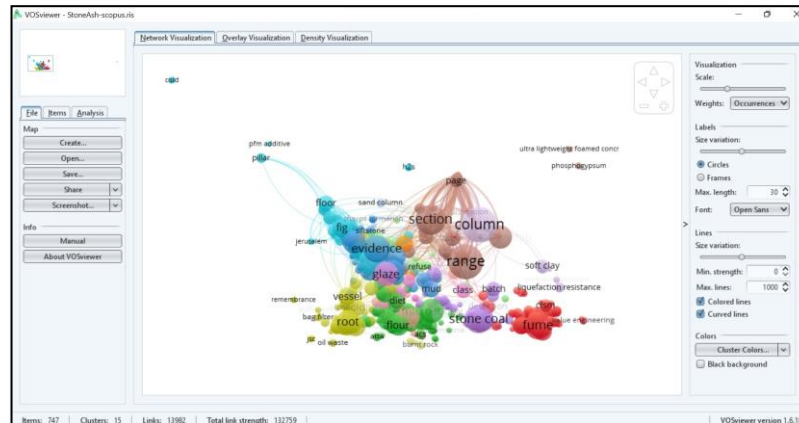 VOSviewer - StoneAsh-scopus.ris
File Items Analysis
Map
Create...
Open...
Save...
Share
Screenshot...
Info
Manual
About VOSviewer
Network Visualization Overlay Visualization Density Visualization
pfm additive
pillar
h2s
ultra lightweight foamed concr
phosphogypsum
page
floor
sand column
section
column
fig
siltstone
jerusalem
evidence
range
glaze
refuse
soft clay
mud
class
batch
liquefaction resistance
remembrance
vessel
diet
bag filter
root
flour
stone coal
fume
value engineering
oil waste
burnt rock
Visualization
Scale:
Weights: Occurrences
Labels
Size variation:
Circles
Frames
Max. length: 30
Font: Open Sans
Lines
Size variation:
Min. strength: 0
Max. lines: 1000
Colored lines
Curved lines
Colors
Cluster Colors...
Black background
Items: 747 Clusters: 15 Links: 13982 Total link strength: 132759
VOSviewer version 1.6.1